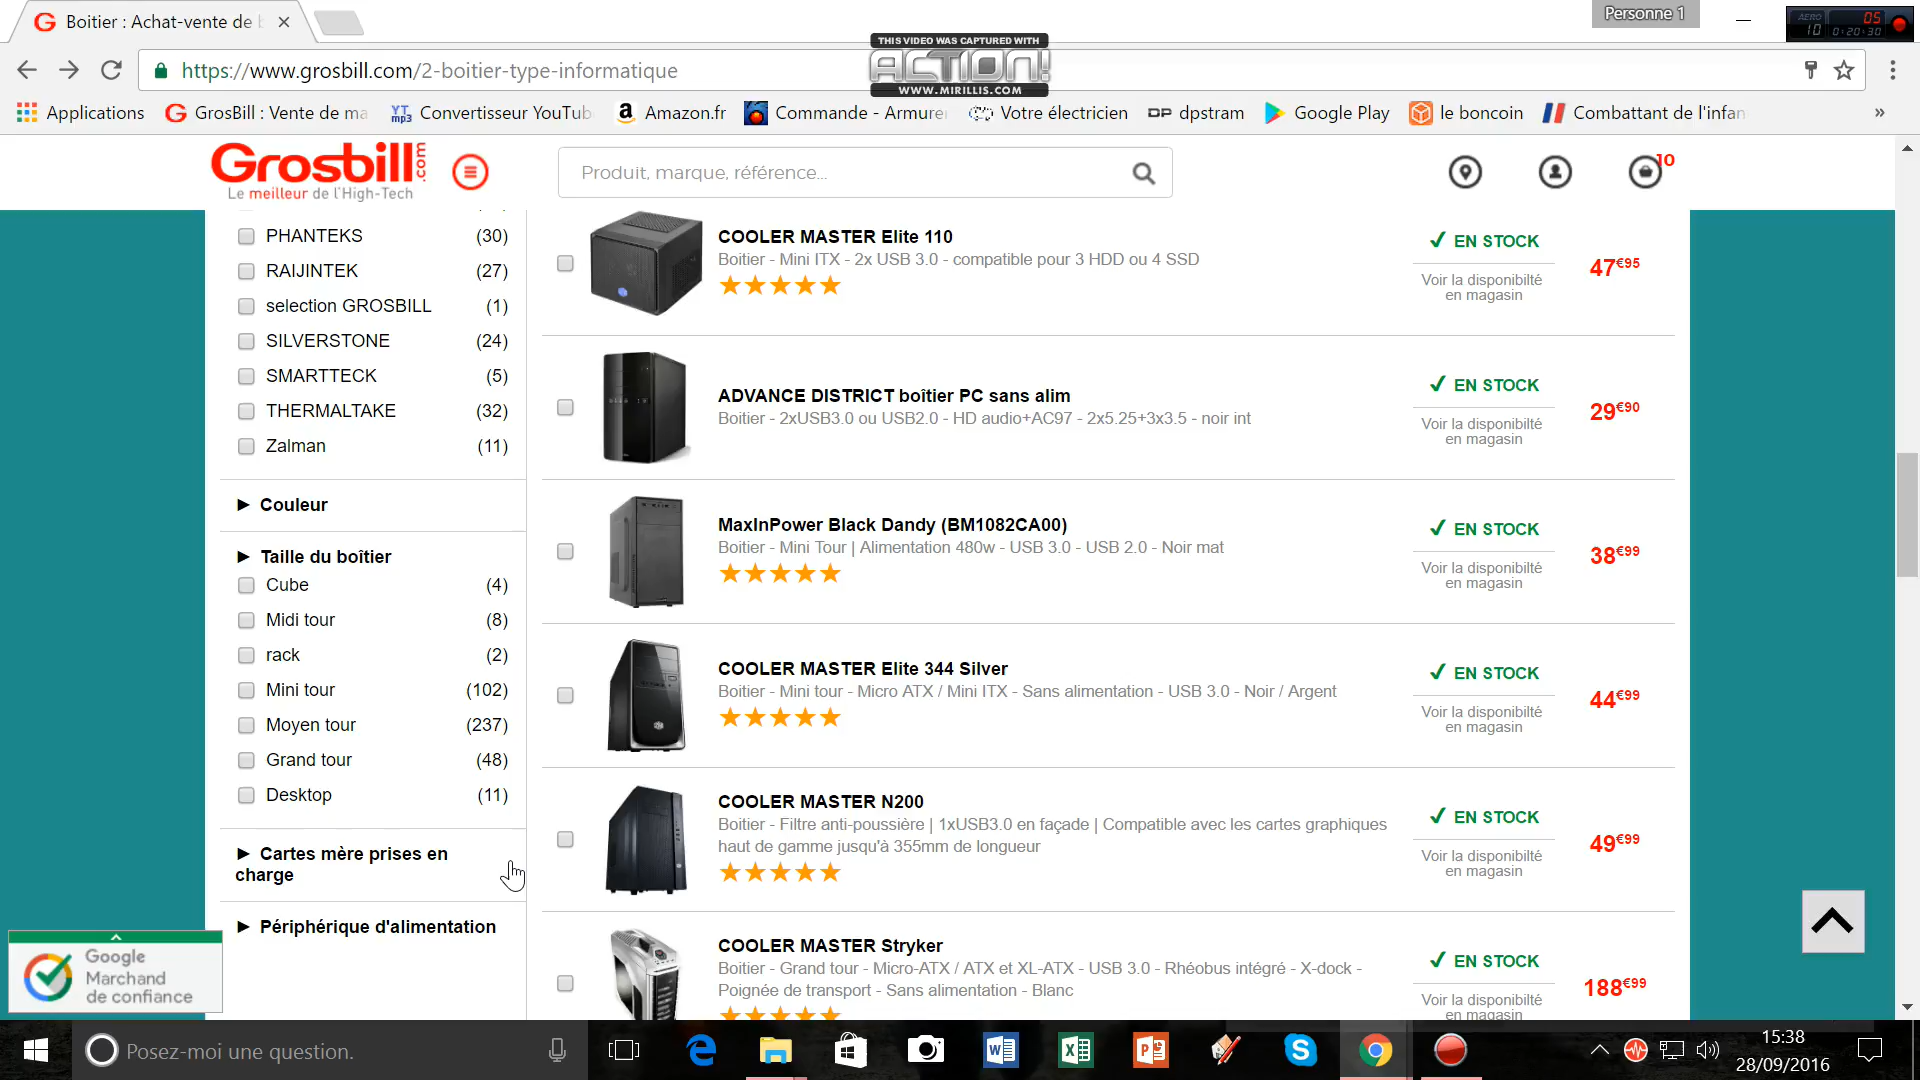 Boitier : Achat-vente de b
Personne 1
AERO
10
05
0:20:30
THIS VIDEO WAS CAPTURED WITH
ACTION!
WWW.MIRILLIS.COM
https://www.grosbill.com/2-boitier-type-informatique
Applications
GrosBill : Vente de ma
YT
mp3
Convertisseur YouTub
Amazon.fr
Commande - Armure
Votre électricien
DP dpstram
Google Play
le boncoin
Combattant de l'infan
»
Grosbill.com
Le meilleur de l'High-Tech
Produit, marque, référence...
10
PHANTEKS (30)
RAIJINTEK (27)
selection GROSBILL (1)
SILVERSTONE (24)
SMARTTECK (5)
THERMALTAKE (32)
Zalman (11)
Couleur
Taille du boîtier
Cube (4)
Midi tour (8)
rack (2)
Mini tour (102)
Moyen tour (237)
Grand tour (48)
Desktop (11)
Cartes mère prises en
charge
Périphérique d'alimentation
COOLER MASTER Elite 110
Boitier - Mini ITX - 2x USB 3.0 - compatible pour 3 HDD ou 4 SSD
EN STOCK
Voir la disponibilté
en magasin
47€95
ADVANCE DISTRICT boîtier PC sans alim
Boitier - 2xUSB3.0 ou USB2.0 - HD audio+AC97 - 2x5.25+3x3.5 - noir int
EN STOCK
Voir la disponibilté
en magasin
29€90
MaxInPower Black Dandy (BM1082CA00)
Boitier - Mini Tour | Alimentation 480w - USB 3.0 - USB 2.0 - Noir mat
EN STOCK
Voir la disponibilté
en magasin
38€99
COOLER MASTER Elite 344 Silver
Boitier - Mini tour - Micro ATX / Mini ITX - Sans alimentation - USB 3.0 - Noir / Argent
EN STOCK
Voir la disponibilté
en magasin
44€99
COOLER MASTER N200
Boitier - Filtre anti-poussière | 1xUSB3.0 en façade | Compatible avec les cartes graphiques
haut de gamme jusqu'à 355mm de longueur
EN STOCK
Voir la disponibilté
en magasin
49€99
COOLER MASTER Stryker
Boitier - Grand tour - Micro-ATX / ATX et XL-ATX - USB 3.0 - Rhéobus intégré - X-dock -
Poignée de transport - Sans alimentation - Blanc
EN STOCK
Voir la disponibilté
en magasin
188€99
Google
Marchand
de confiance
Posez-moi une question.
15:38
28/09/2016